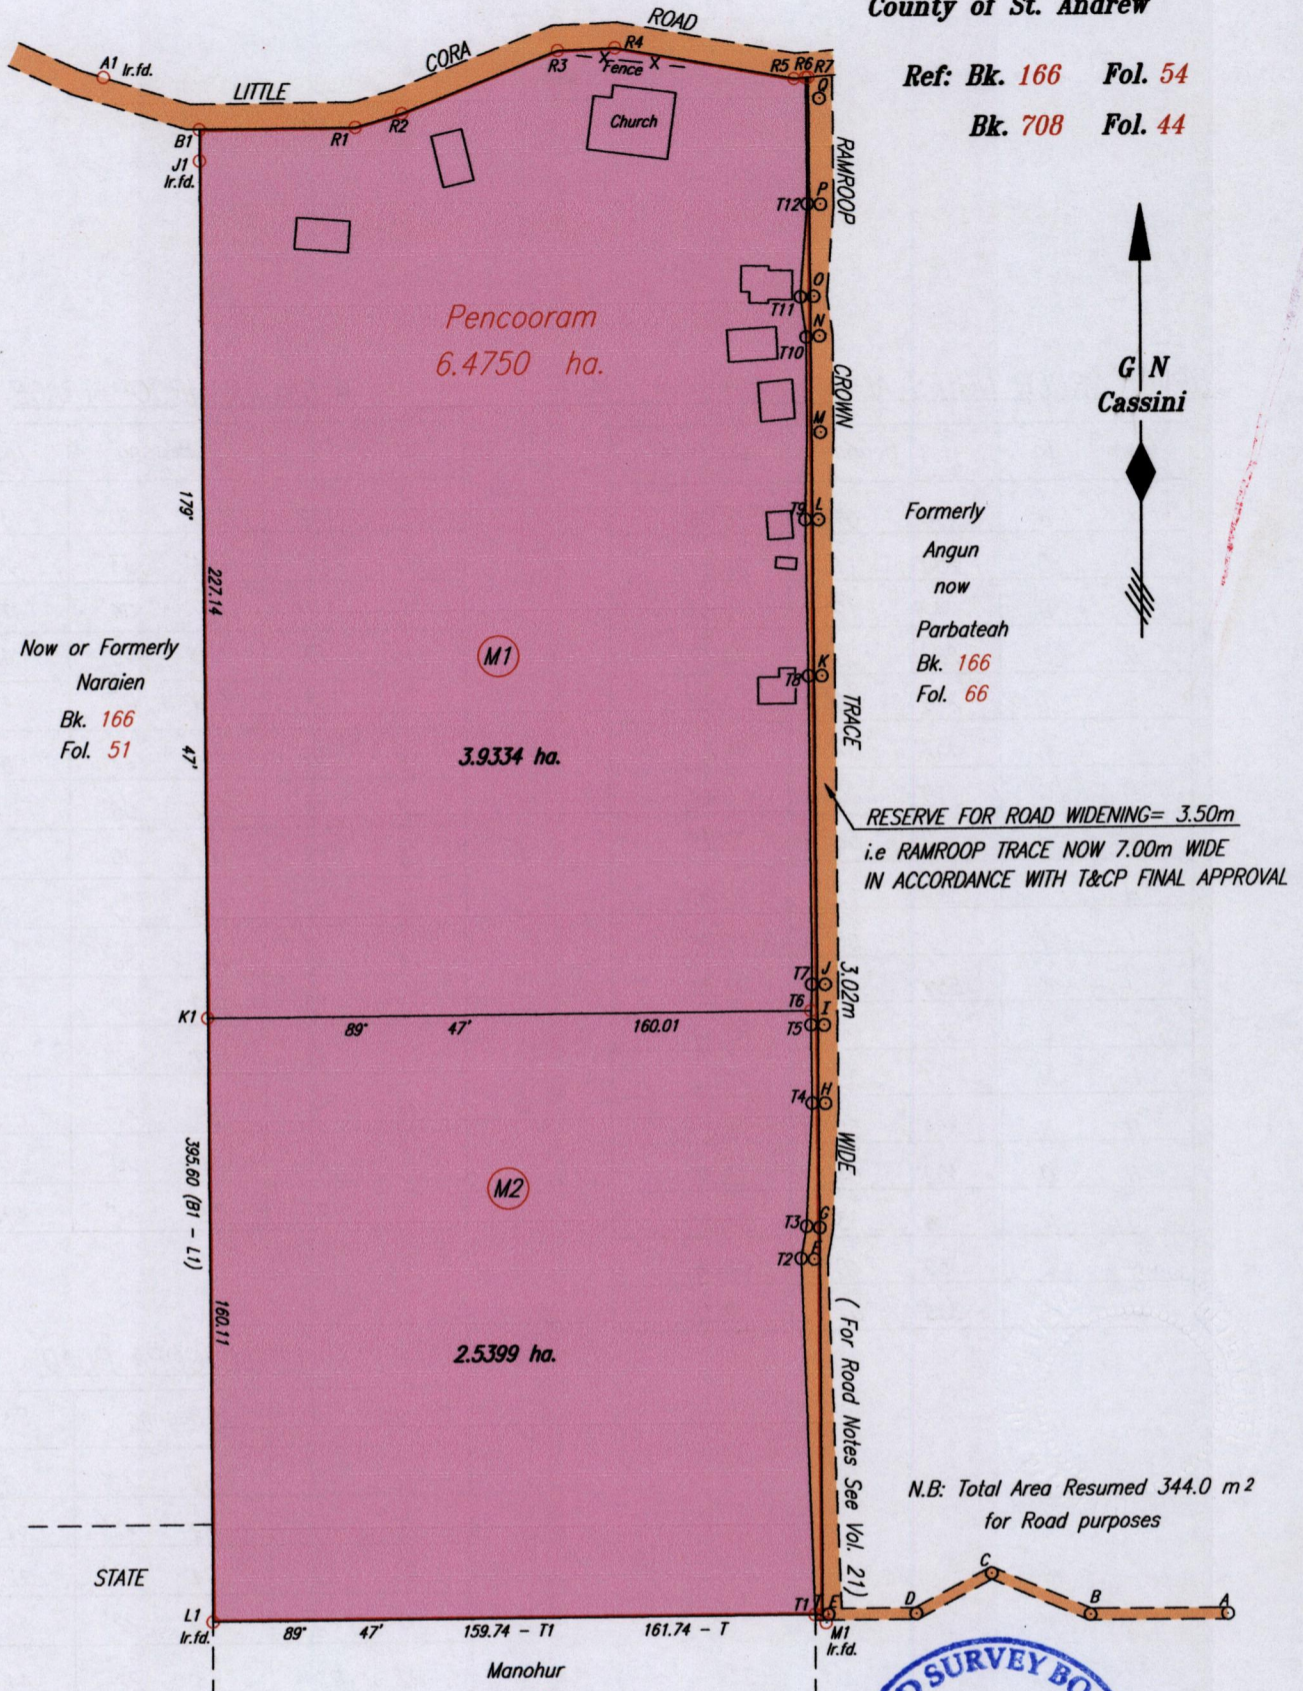 County of St. Andrew
Ref: Bk. 166 Fol. 54
Bk. 708 Fol. 44
ROAD
CORA
LITTLE
A1 Ir.fd.
B1
J1
Ir.fd.
R1
R2
R3
R4
Fence
R5 R6 R7
Q
Church
RAMROOP
T12 P
O
T11
N
T10
Pencooram
6.4750 ha.
G N
Cassini
CROWN
M
T9 L
179°
227.14
Formerly
Angun
now
Parbateah
Bk. 166
Fol. 66
Now or Formerly
Naraien
Bk. 166
Fol. 51
M1
K
T8
TRACE
47'
3.9334 ha.
RESERVE FOR ROAD WIDENING= 3.50m
i.e RAMROOP TRACE NOW 7.00m WIDE
IN ACCORDANCE WITH T&CP FINAL APPROVAL
T7 J
3.02m
T6
I
K1
T5
89° 47' 160.01
T4 H
WIDE
395.60 (B1 - L1)
M2
T3 G
T2 F
160.11
2.5399 ha.
( For Road Notes See Vol. 21)
N.B: Total Area Resumed 344.0 m2
for Road purposes
STATE
C
D
B
A
T1 T E
L1
Ir.fd.
89° 47' 159.74 - T1 161.74 - T
M1
Ir.fd.
Manohur
D SURVEY BO